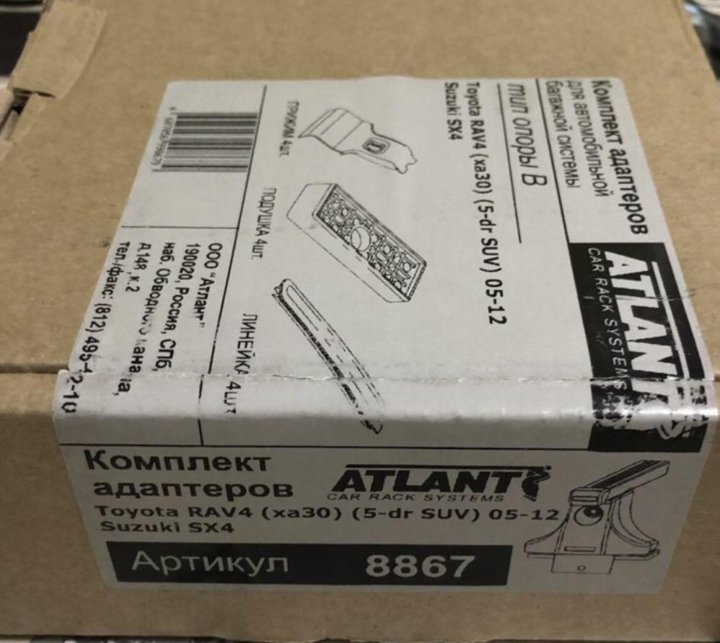 Комплект адаптеров
для автомобильной
багажной системы
ATLANT
CAR RACK SYSTEMS
тип опоры B
Toyota RAV4 (xa30) (5-dr SUV) 05-12
Suzuki SX4
ПРИЖИМ 4шт.
ПОДУШКА 4шт.
ЛИНЕЙКА 4шт
ООО "Атлант"
190020, Россия, СПб,
наб. Обводного канала,
д.148, к.2
тел./факс: (812) 495-
Комплект
адаптеров
ATLANT
CAR RACK SYSTEMS
Toyota RAV4 (xa30) (5-dr SUV) 05-12
Suzuki SX4
Артикул 8867